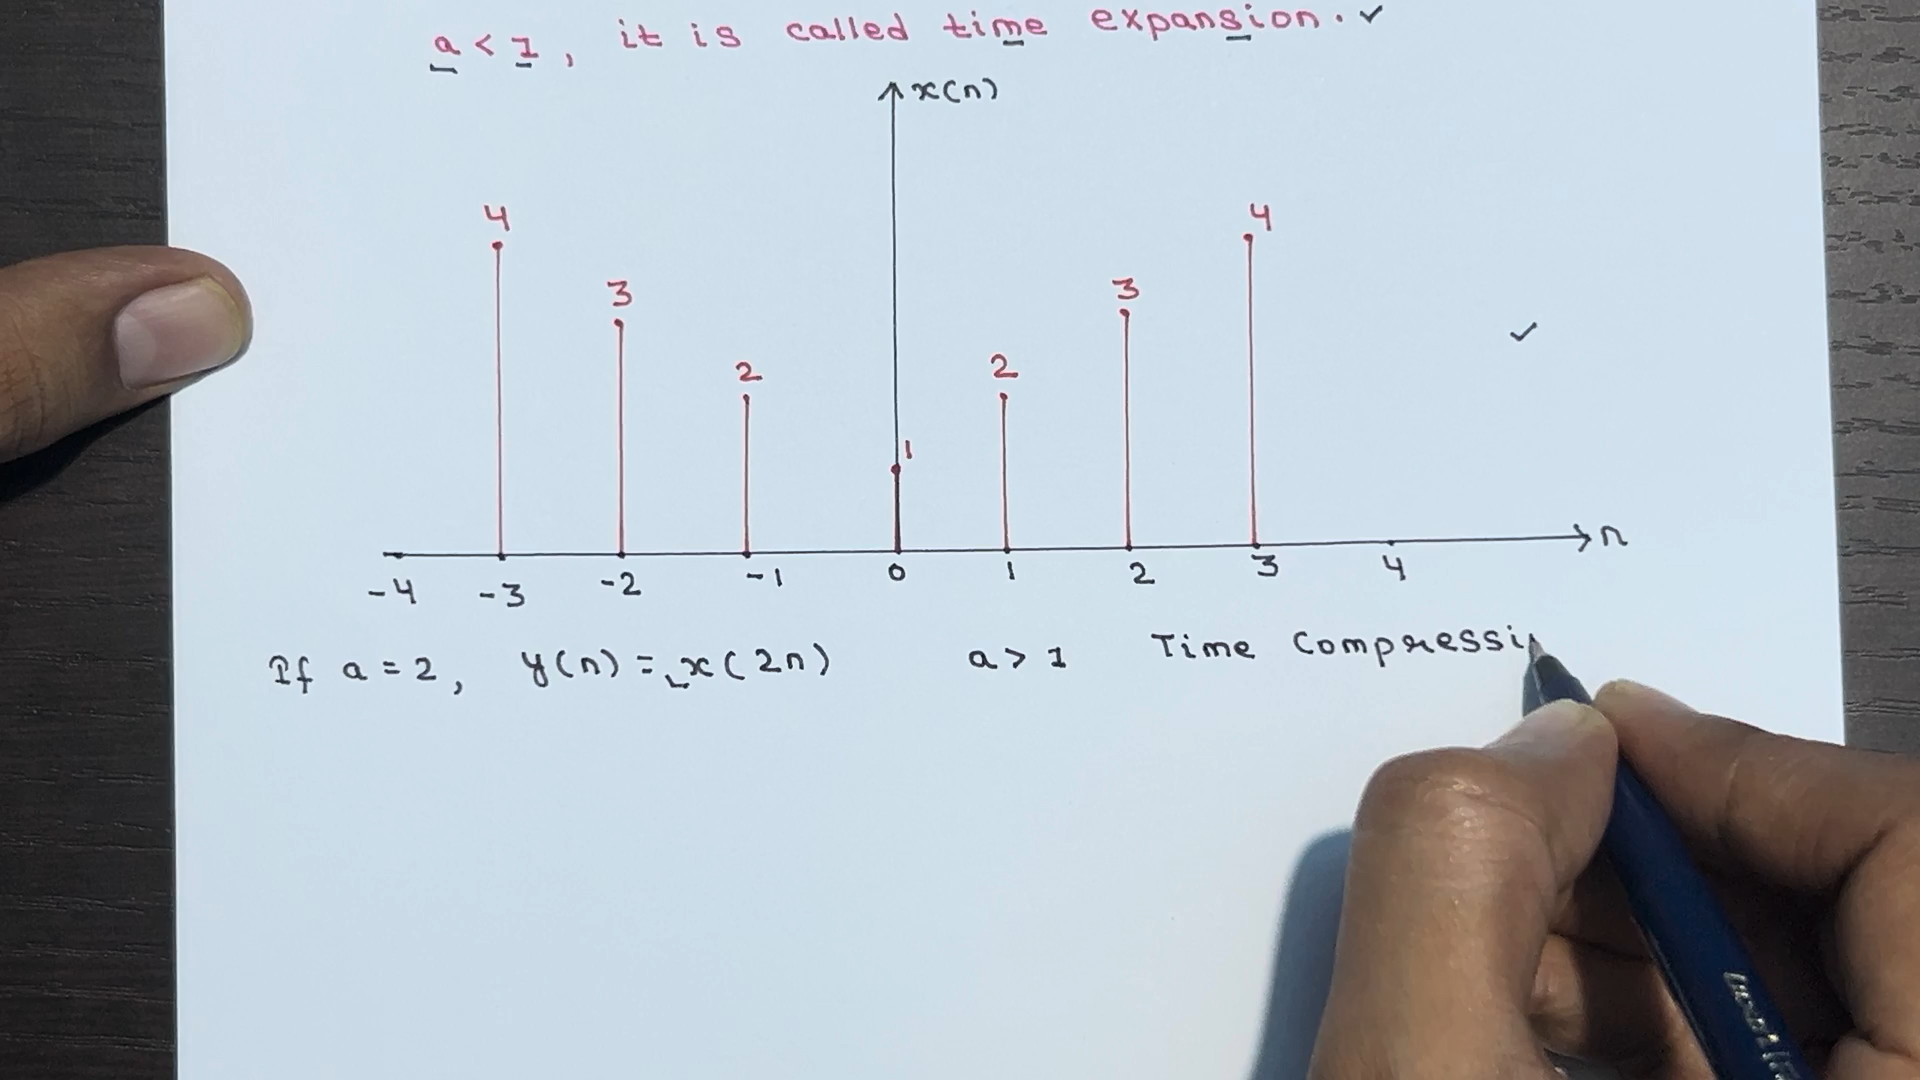 a < 1, it is called time expansion. ✓
x(n)
4 4
3 3
2 2
1
n
-4 -3 -2 -1 0 1 2 3 4
If a = 2, y(n) = x(2n) a > 1 Time Compressi